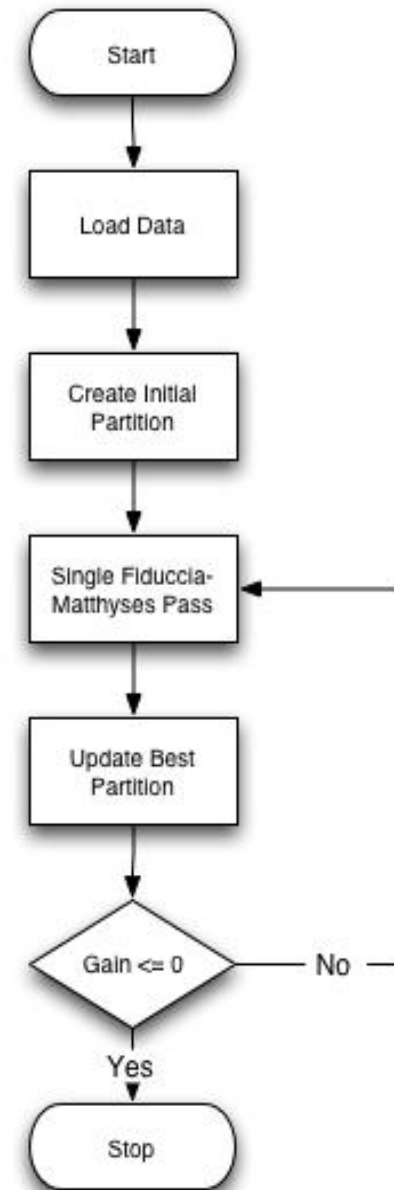 Start
Load Data
Create Initial
Partition
Single Fiduccia-
Matthyses Pass
Update Best
Partition
Gain <= 0
No
Yes
Stop